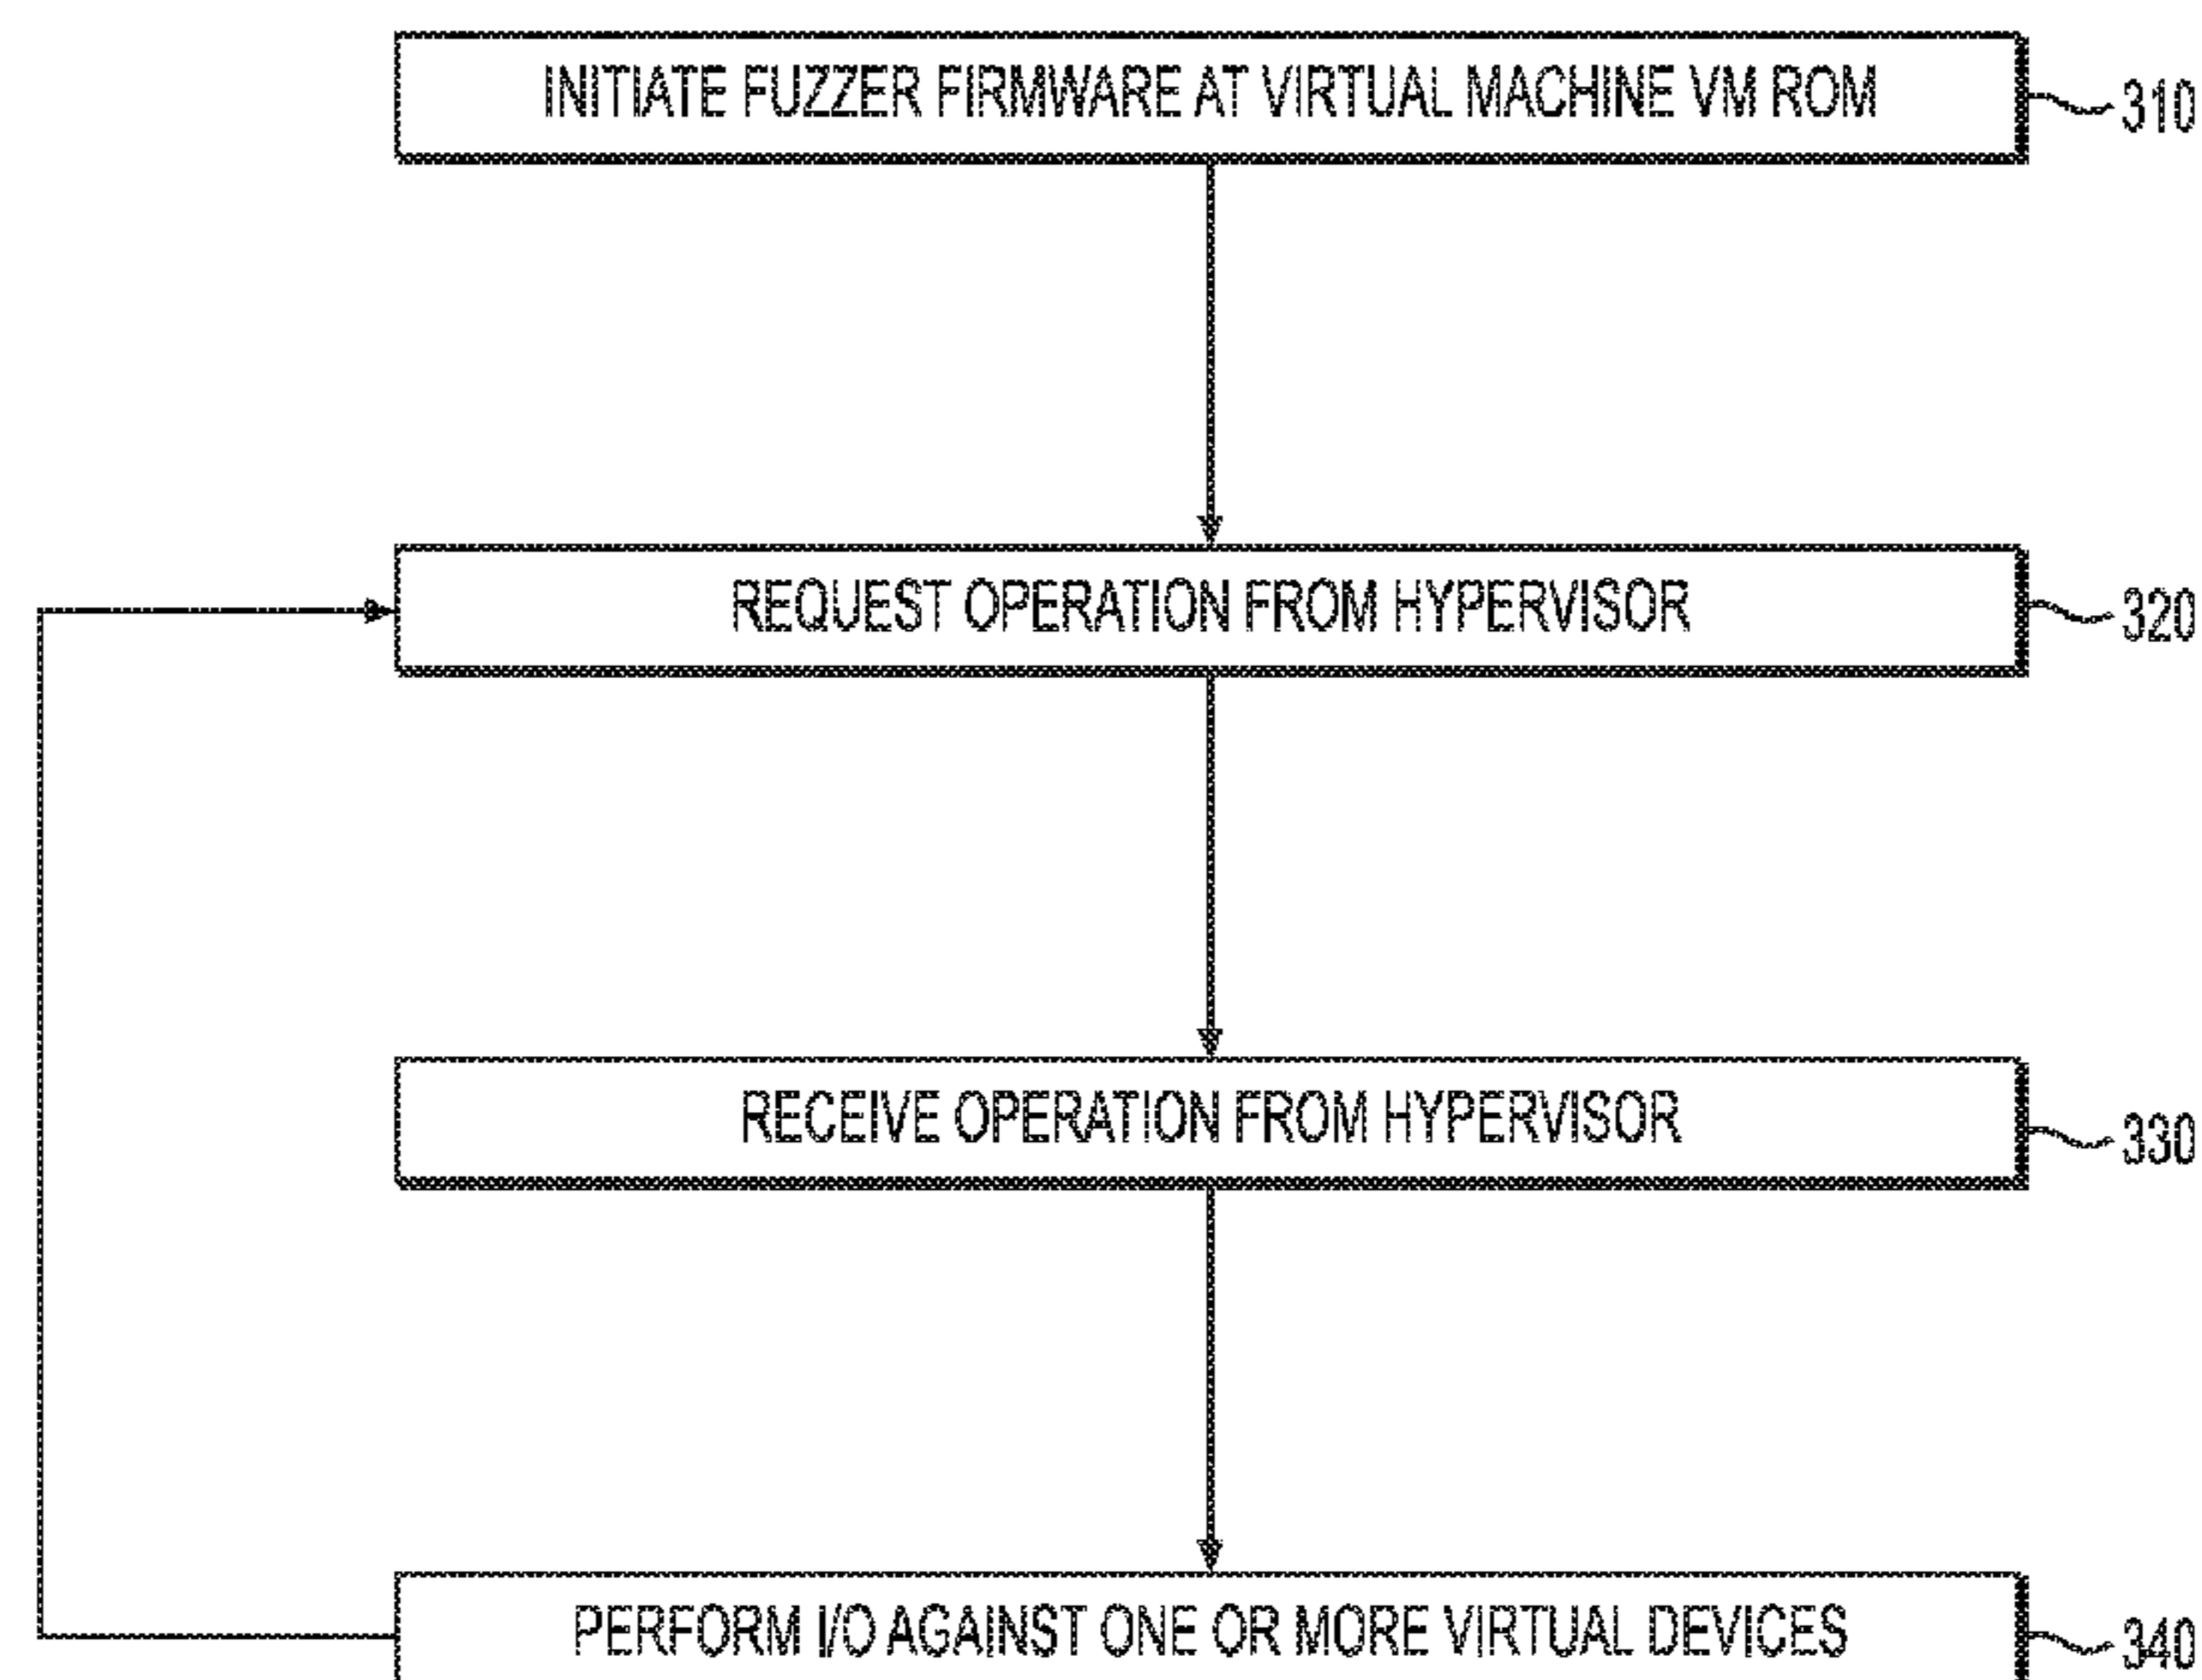 INITIATE FUZZER FIRMWARE AT VIRTUAL MACHINE VM ROM
310
REQUEST OPERATION FROM HYPERVISOR
320
RECEIVE OPERATION FROM HYPERVISOR
330
PERFORM I/O AGAINST ONE OR MORE VIRTUAL DEVICES
340